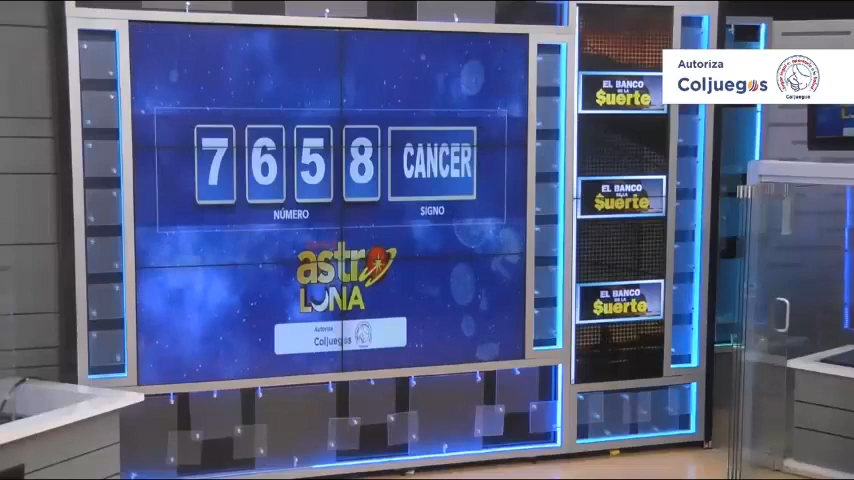 Autoriza
Coljuegos
Coljuegos
EL BANCO
DE LA
$uerte
EL BANCO
DE LA
$uerte
EL BANCO
DE LA
$uerte
7 6 5 8 CANCER
NÚMERO SIGNO
astro
LUNA
Autoriza
Coljuegos